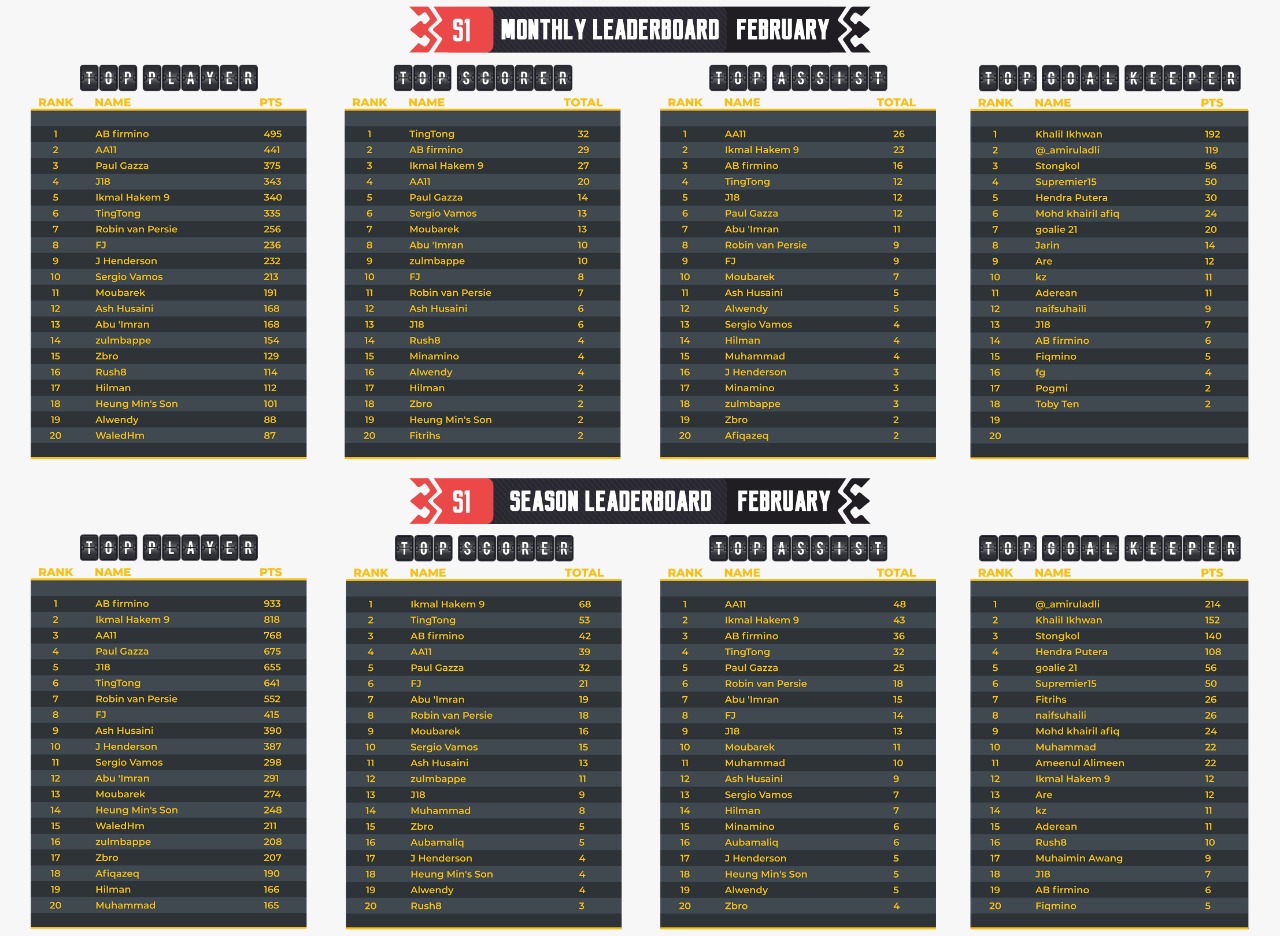 S1 MONTHLY LEADERBOARD FEBRUARY
TOP PLAYER
RANK NAME PTS
1 AB firmino 495
2 AA11 441
3 Paul Gazza 375
4 J18 343
5 Ikmal Hakem 9 340
6 TingTong 335
7 Robin van Persie 256
8 FJ 236
9 J Henderson 232
10 Sergio Vamos 213
11 Moubarek 191
12 Ash Husaini 168
13 Abu 'Imran 168
14 zulmbappe 154
15 Zbro 129
16 Rush8 114
17 Hilman 112
18 Heung Min's Son 101
19 Alwendy 88
20 WaledHm 87
TOP SCORER
RANK NAME TOTAL
1 TingTong 32
2 AB firmino 29
3 Ikmal Hakem 9 27
4 AA11 20
5 Paul Gazza 14
6 Sergio Vamos 13
7 Moubarek 13
8 Abu 'Imran 10
9 zulmbappe 10
10 FJ 8
11 Robin van Persie 7
12 Ash Husaini 6
13 J18 6
14 Rush8 4
15 Minamino 4
16 Alwendy 4
17 Hilman 2
18 Zbro 2
19 Heung Min's Son 2
20 Fitrihs 2
TOP ASSIST
RANK NAME TOTAL
1 AA11 26
2 Ikmal Hakem 9 23
3 AB firmino 16
4 TingTong 12
5 J18 12
6 Paul Gazza 12
7 Abu 'Imran 11
8 Robin van Persie 9
9 FJ 9
10 Moubarek 7
11 Ash Husaini 5
12 Alwendy 5
13 Sergio Vamos 4
14 Hilman 4
15 Muhammad 4
16 J Henderson 3
17 Minamino 3
18 zulmbappe 3
19 Zbro 2
20 Afiqazeq 2
TOP GOAL KEEPER
RANK NAME PTS
1 Khalil Ikhwan 192
2 @_amiruladli 119
3 Stongkol 56
4 Supremier15 50
5 Hendra Putera 30
6 Mohd khairil afiq 24
7 goalie 21 20
8 Jarin 14
9 Are 12
10 kz 11
11 Aderean 11
12 naifsuhaili 9
13 J18 7
14 AB firmino 6
15 Fiqmino 5
16 fg 4
17 Pogmi 2
18 Toby Ten 2
19
20
S1 SEASON LEADERBOARD FEBRUARY
TOP PLAYER
RANK NAME PTS
1 AB firmino 933
2 Ikmal Hakem 9 818
3 AA11 768
4 Paul Gazza 675
5 J18 655
6 TingTong 641
7 Robin van Persie 552
8 FJ 415
9 Ash Husaini 390
10 J Henderson 387
11 Sergio Vamos 298
12 Abu 'Imran 291
13 Moubarek 274
14 Heung Min's Son 248
15 WaledHm 211
16 zulmbappe 208
17 Zbro 207
18 Afiqazeq 190
19 Hilman 166
20 Muhammad 165
TOP SCORER
RANK NAME TOTAL
1 Ikmal Hakem 9 68
2 TingTong 53
3 AB firmino 42
4 AA11 39
5 Paul Gazza 32
6 FJ 21
7 Abu 'Imran 19
8 Robin van Persie 18
9 Moubarek 16
10 Sergio Vamos 15
11 Ash Husaini 13
12 zulmbappe 11
13 J18 9
14 Muhammad 8
15 Zbro 5
16 Aubamaliq 5
17 J Henderson 4
18 Heung Min's Son 4
19 Alwendy 4
20 Rush8 3
TOP ASSIST
RANK NAME TOTAL
1 AA11 48
2 Ikmal Hakem 9 43
3 AB firmino 36
4 TingTong 32
5 Paul Gazza 25
6 Robin van Persie 18
7 Abu 'Imran 15
8 FJ 14
9 J18 13
10 Moubarek 11
11 Muhammad 10
12 Ash Husaini 9
13 Sergio Vamos 7
14 Hilman 7
15 Minamino 6
16 Aubamaliq 6
17 J Henderson 5
18 Heung Min's Son 5
19 Alwendy 5
20 Zbro 4
TOP GOAL KEEPER
RANK NAME PTS
1 @_amiruladli 214
2 Khalil Ikhwan 152
3 Stongkol 140
4 Hendra Putera 108
5 goalie 21 56
6 Supremier15 50
7 Fitrihs 26
8 naifsuhaili 26
9 Mohd khairil afiq 24
10 Muhammad 22
11 Ameenul Alimeen 22
12 Ikmal Hakem 9 12
13 Are 12
14 kz 11
15 Aderean 11
16 Rush8 10
17 Muhaimin Awang 9
18 J18 7
19 AB firmino 6
20 Fiqmino 5